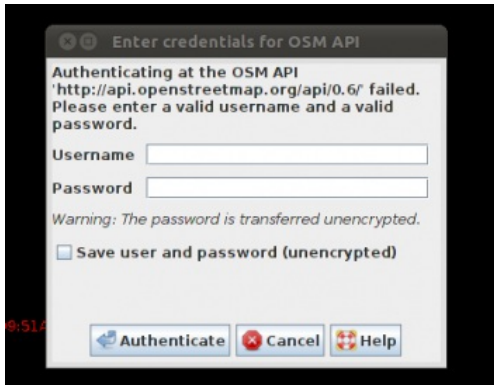 Enter credentials for OSM API
Authenticating at the OSM API
'http://api.openstreetmap.org/api/0.6/' failed.
Please enter a valid username and a valid
password.
Username
Password
Warning: The password is transferred unencrypted.
Save user and password (unencrypted)
09:51A
Authenticate Cancel Help